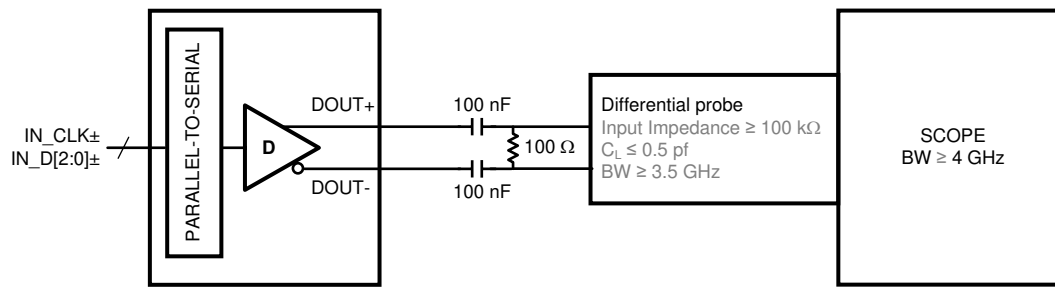 IN_CLK±
IN_D[2:0]±
PARALLEL-TO-SERIAL
D
DOUT+
DOUT-
100 nF
100 nF
100 Ω
Differential probe
Input Impedance ≥ 100 kΩ
C_L ≤ 0.5 pf
BW ≥ 3.5 GHz
SCOPE
BW ≥ 4 GHz